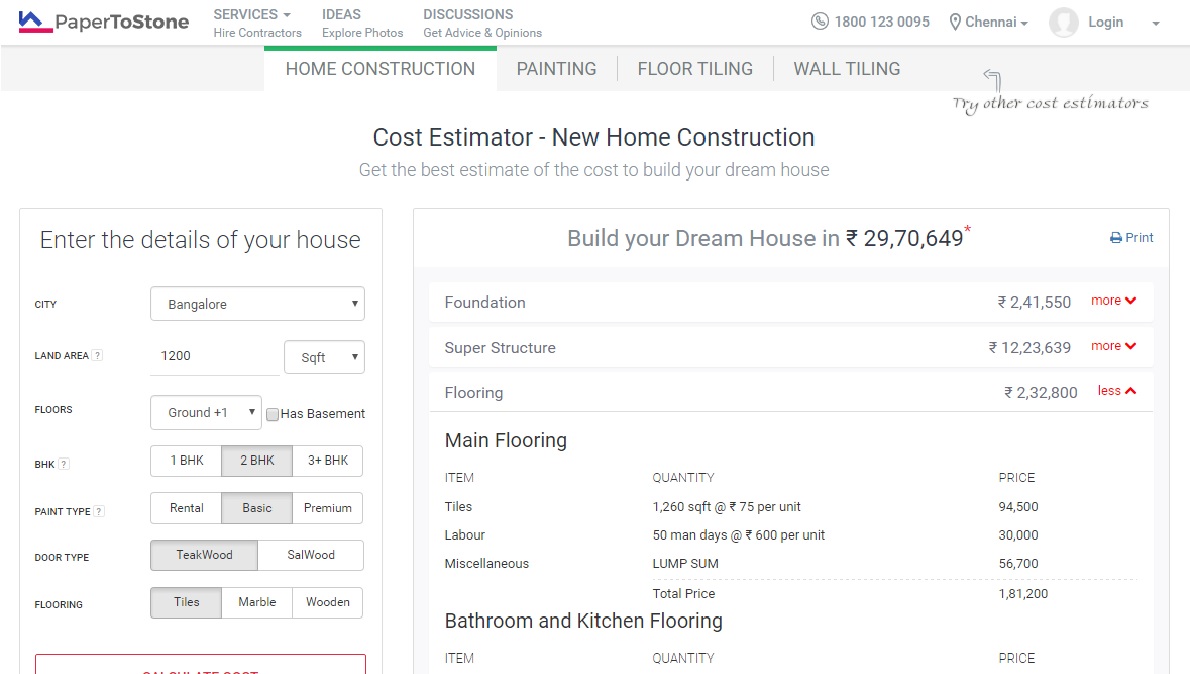 PaperToStone
SERVICES
Hire Contractors
IDEAS
Explore Photos
DISCUSSIONS
Get Advice & Opinions
1800 123 0095
Chennai
Login
HOME CONSTRUCTION
PAINTING
FLOOR TILING
WALL TILING
Try other cost estimators
Cost Estimator - New Home Construction
Get the best estimate of the cost to build your dream house
Enter the details of your house
CITY Bangalore
LAND AREA ? 1200 Sqft
FLOORS Ground +1 Has Basement
BHK ? 1 BHK 2 BHK 3+ BHK
PAINT TYPE ? Rental Basic Premium
DOOR TYPE TeakWood SalWood
FLOORING Tiles Marble Wooden
CALCULATE COST
Build your Dream House in ₹ 29,70,649*
Print
Foundation ₹ 2,41,550 more
Super Structure ₹ 12,23,639 more
Flooring ₹ 2,32,800 less
Main Flooring
ITEM QUANTITY PRICE
Tiles 1,260 sqft @ ₹ 75 per unit 94,500
Labour 50 man days @ ₹ 600 per unit 30,000
Miscellaneous LUMP SUM 56,700
Total Price 1,81,200
Bathroom and Kitchen Flooring
ITEM QUANTITY PRICE